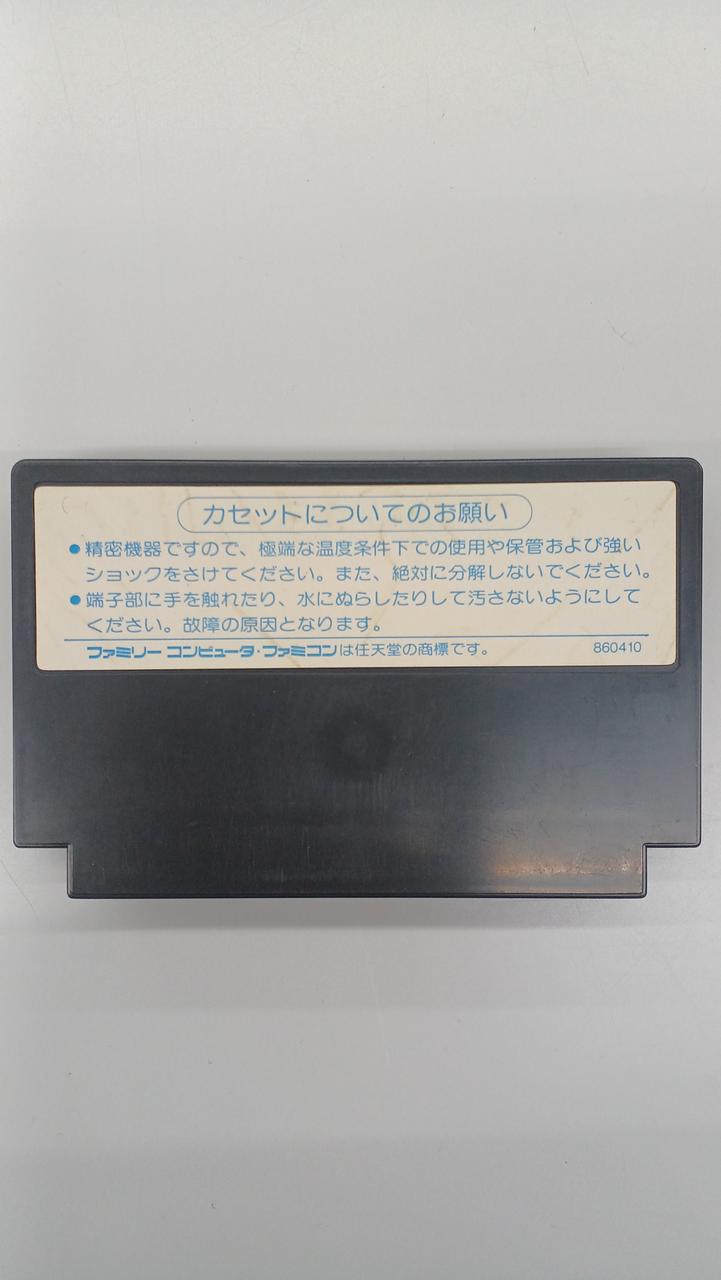 カセットについてのお願い
●精密機器ですので、極端な温度条件下での使用や保管および強い
ショックをさけてください。また、絶対に分解しないでください。
●端子部に手を触れたり、水にぬらしたりして汚さないようにして
ください。故障の原因となります。
ファミリー コンピュータ・ファミコンは任天堂の商標です。 860410